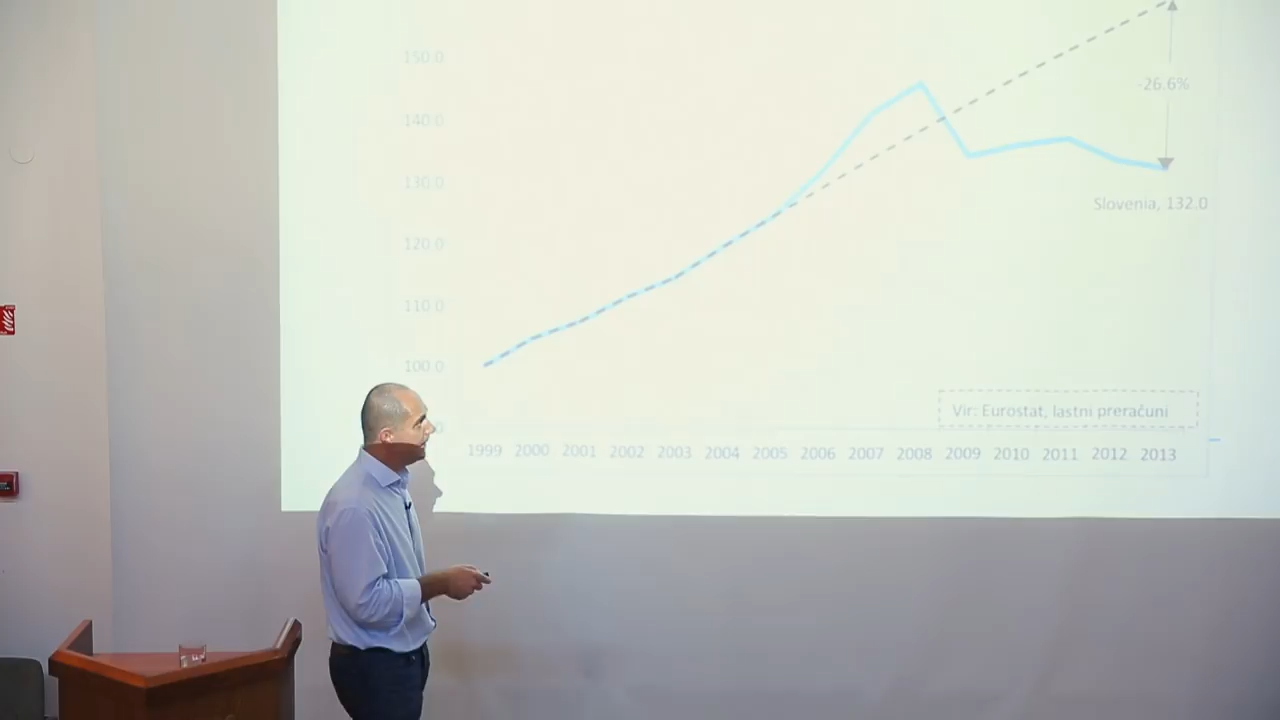 150.0
-26.6%
140.0
130.0
Slovenia, 132.0
120.0
110.0
100.0
Vir: Eurostat, lastni preračuni
1999 2000 2001 2002 2003 2004 2005 2006 2007 2008 2009 2010 2011 2012 2013